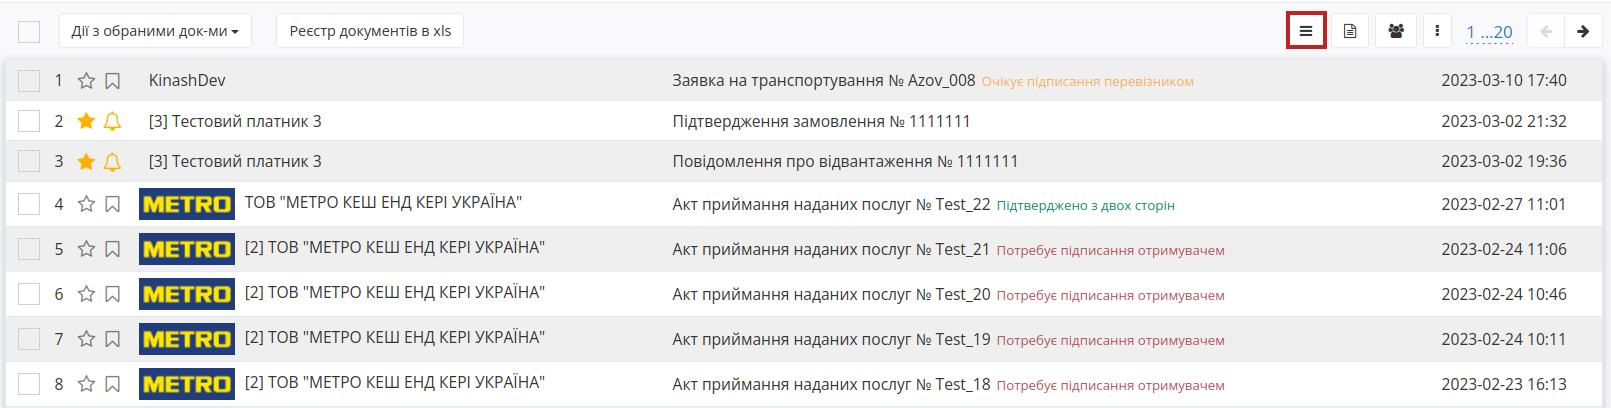 Дії з обраними док-ми Реєстр документів в xls 1 ...20
1 KinashDev Заявка на транспортування № Azov_008 Очікує підписання перевізником 2023-03-10 17:40
2 [3] Тестовий платник 3 Підтвердження замовлення № 1111111 2023-03-02 21:32
3 [3] Тестовий платник 3 Повідомлення про відвантаження № 1111111 2023-03-02 19:36
4 METRO ТОВ "МЕТРО КЕШ ЕНД КЕРІ УКРАЇНА" Акт приймання наданих послуг № Test_22 Підтверджено з двох сторін 2023-02-27 11:01
5 METRO [2] ТОВ "МЕТРО КЕШ ЕНД КЕРІ УКРАЇНА" Акт приймання наданих послуг № Test_21 Потребує підписання отримувачем 2023-02-24 11:06
6 METRO [2] ТОВ "МЕТРО КЕШ ЕНД КЕРІ УКРАЇНА" Акт приймання наданих послуг № Test_20 Потребує підписання отримувачем 2023-02-24 10:46
7 METRO [2] ТОВ "МЕТРО КЕШ ЕНД КЕРІ УКРАЇНА" Акт приймання наданих послуг № Test_19 Потребує підписання отримувачем 2023-02-24 10:11
8 METRO [2] ТОВ "МЕТРО КЕШ ЕНД КЕРІ УКРАЇНА" Акт приймання наданих послуг № Test_18 Потребує підписання отримувачем 2023-02-23 16:13